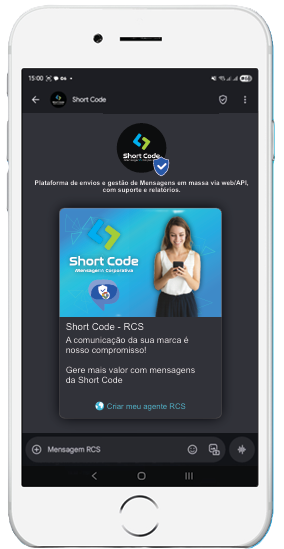 15:00
Short Code
Short Code
Plataforma de envios e gestão de Mensagens em massa via web/API,
com suporte e relatórios.
Short Code
Mensageria Corporativa
Short Code - RCS
A comunicação da sua marca é
nosso compromisso!
Gere mais valor com mensagens
da Short Code
Criar meu agente RCS
Mensagem RCS